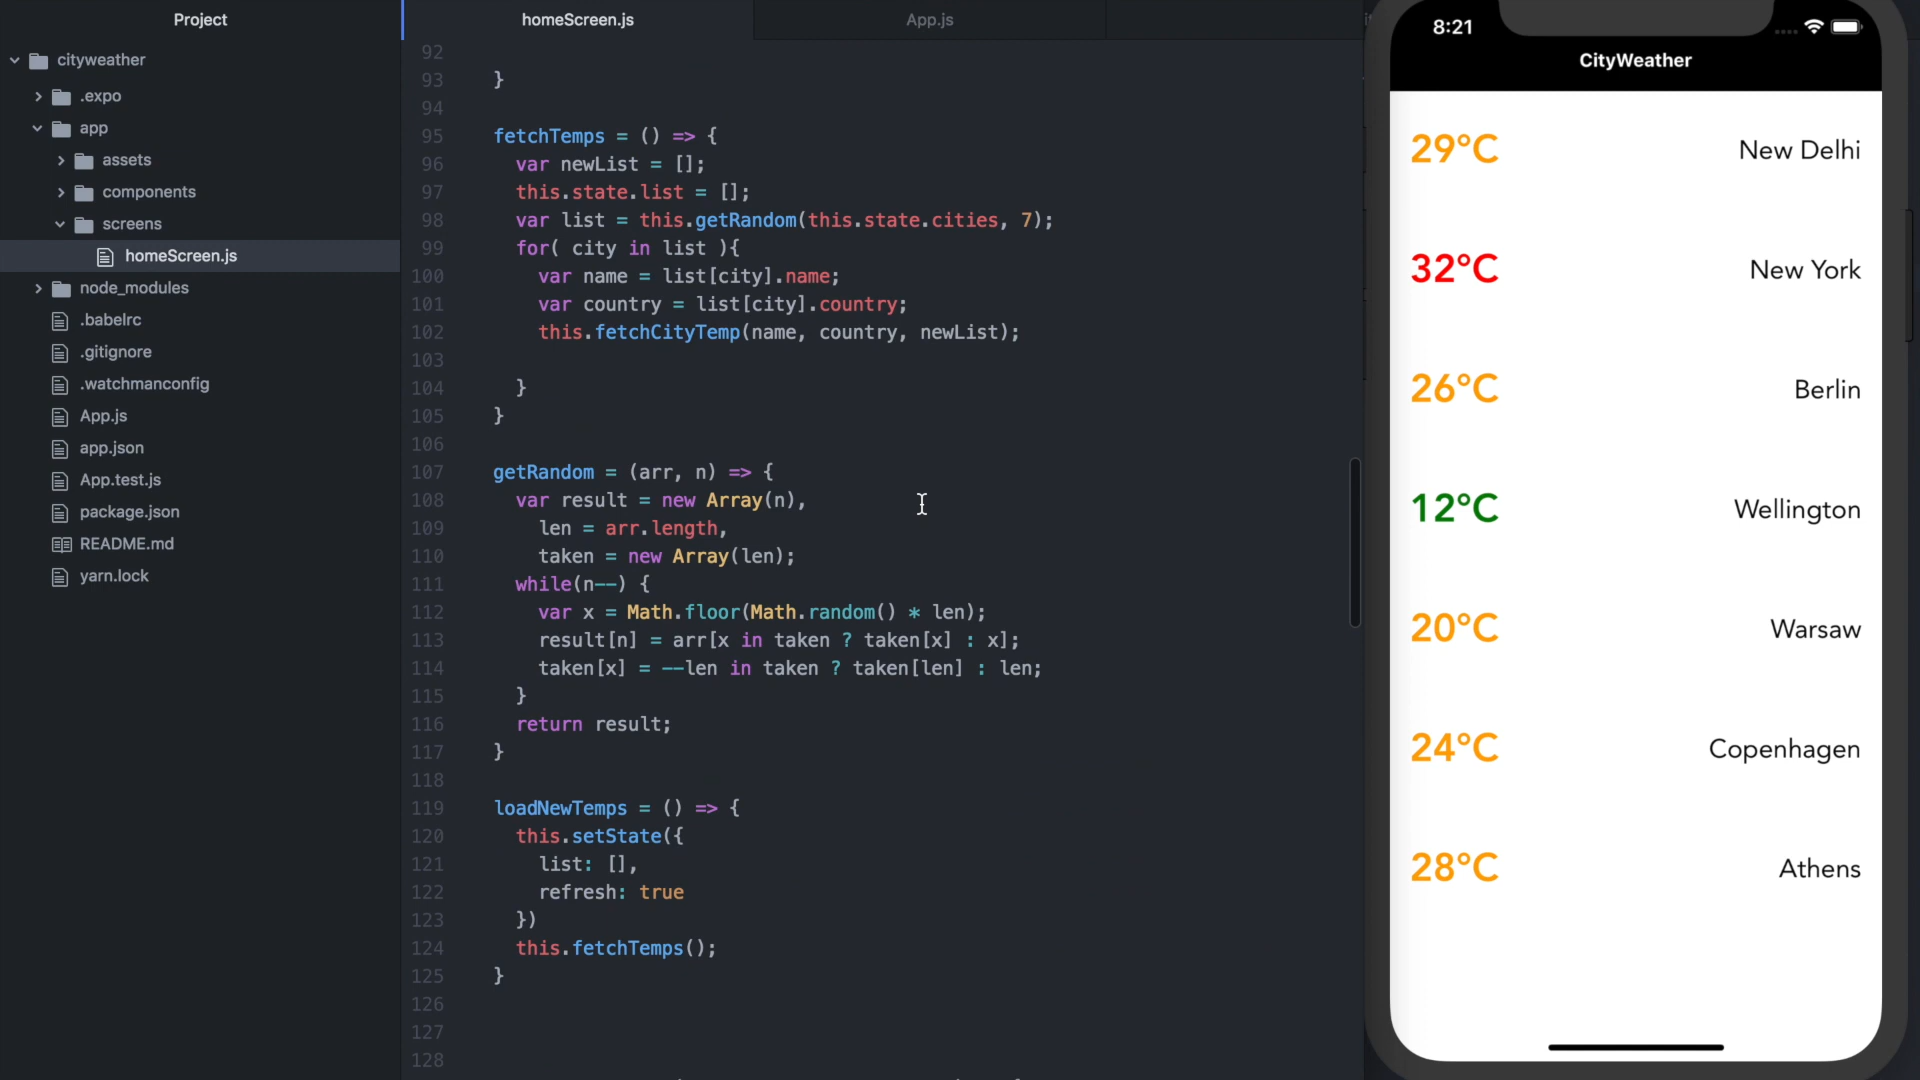 Project
cityweather
.expo
app
assets
components
screens
homeScreen.js
node_modules
.babelrc
.gitignore
.watchmanconfig
App.js
app.json
App.test.js
package.json
README.md
yarn.lock
homeScreen.js
App.js
92
93 }
94
95 fetchTemps = () => {
96 var newList = [];
97 this.state.list = [];
98 var list = this.getRandom(this.state.cities, 7);
99 for( city in list ){
100 var name = list[city].name;
101 var country = list[city].country;
102 this.fetchCityTemp(name, country, newList);
103
104 }
105 }
106
107 getRandom = (arr, n) => {
108 var result = new Array(n),
109 len = arr.length,
110 taken = new Array(len);
111 while(n--) {
112 var x = Math.floor(Math.random() * len);
113 result[n] = arr[x in taken ? taken[x] : x];
114 taken[x] = --len in taken ? taken[len] : len;
115 }
116 return result;
117 }
118
119 loadNewTemps = () => {
120 this.setState({
121 list: [],
122 refresh: true
123 })
124 this.fetchTemps();
125 }
126
127
128
8:21
CityWeather
29°C New Delhi
32°C New York
26°C Berlin
12°C Wellington
20°C Warsaw
24°C Copenhagen
28°C Athens